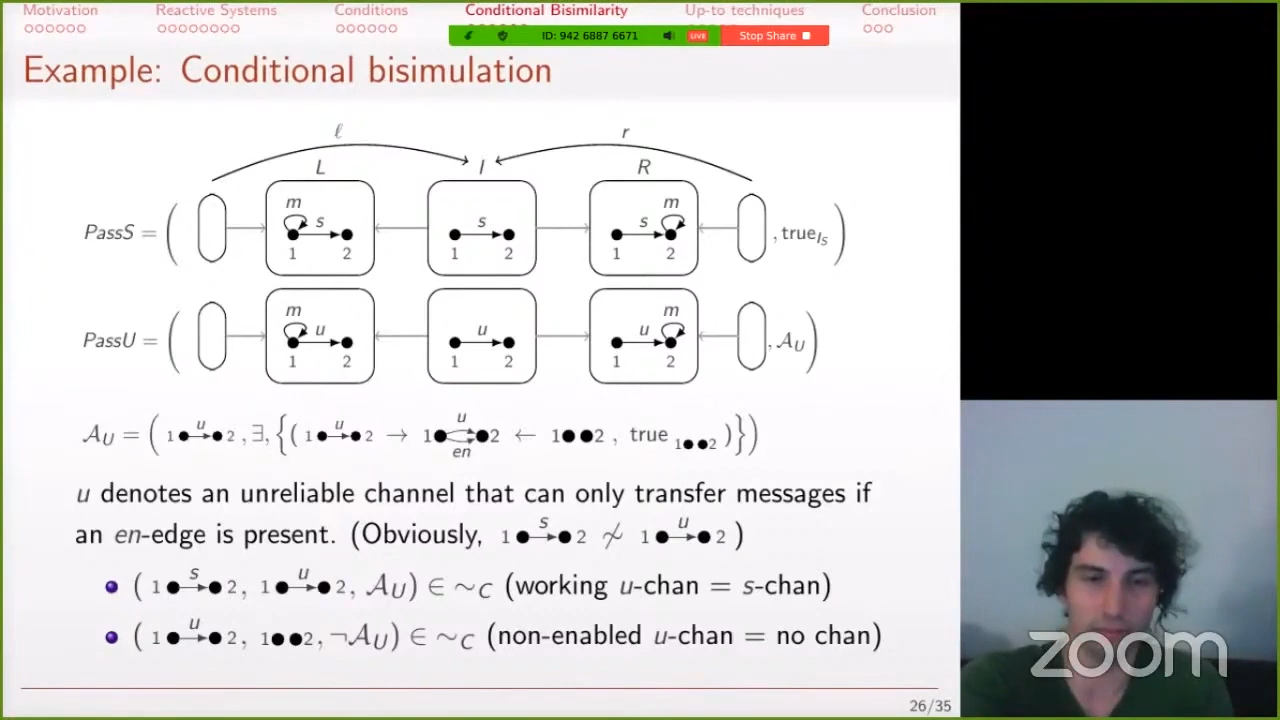 Motivation Reactive Systems Conditions Conditional Bisimilarity Up-to techniques Conclusion
ID: 942 6887 6671 LIVE Stop Share
Example: Conditional bisimulation
ℓ r
L I R
PassS = ( m s 1 2 s 1 2 s m 1 2 , true_{I_S} )
PassU = ( m u 1 2 u 1 2 u m 1 2 , 𝒜_U )
𝒜_U = ( 1 ●–u→● 2 , ∃, { ( 1 ●–u→● 2 → 1 ● u en ● 2 ← 1 ● ● 2 , true_{1 ● ● 2} ) } )
u denotes an unreliable channel that can only transfer messages if
an en-edge is present. (Obviously, 1 ●–s→● 2 ≁ 1 ●–u→● 2 )
( 1 ●–s→● 2, 1 ●–u→● 2, 𝒜_U ) ∈ ∼_C (working u-chan = s-chan)
( 1 ●–u→● 2, 1 ● ● 2, ¬𝒜_U ) ∈ ∼_C (non-enabled u-chan = no chan)
26/35
zoom